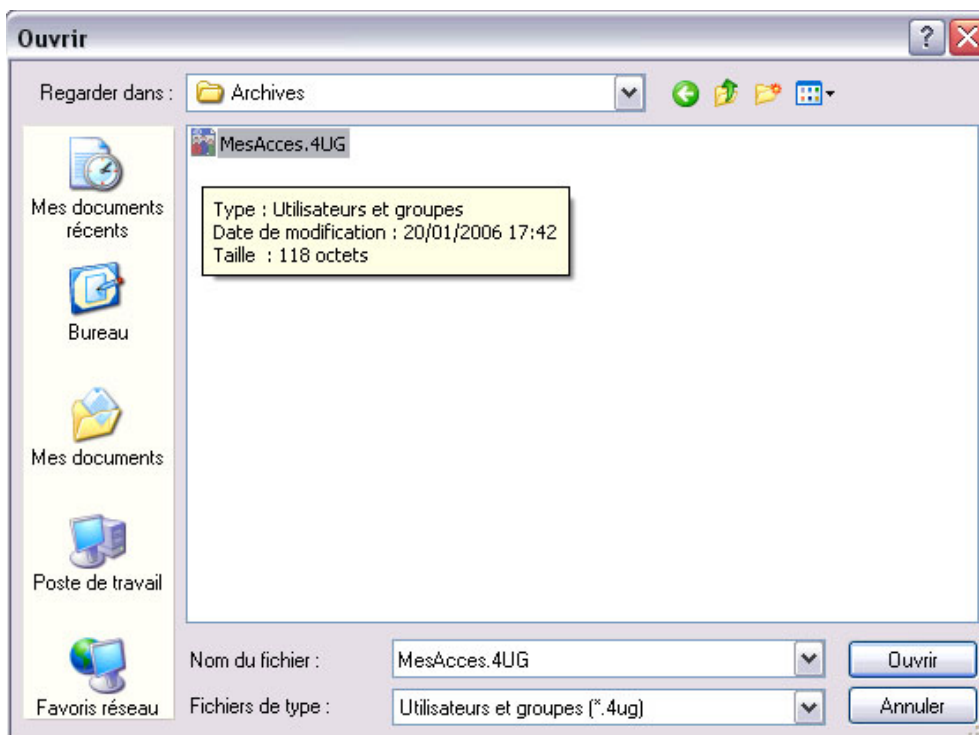 Ouvrir
Regarder dans :
Archives
MesAcces.4UG
Type : Utilisateurs et groupes
Date de modification : 20/01/2006 17:42
Taille : 118 octets
Mes documents
récents
Bureau
Mes documents
Poste de travail
Favoris réseau
Nom du fichier :
MesAcces.4UG
Ouvrir
Fichiers de type :
Utilisateurs et groupes (*.4ug)
Annuler